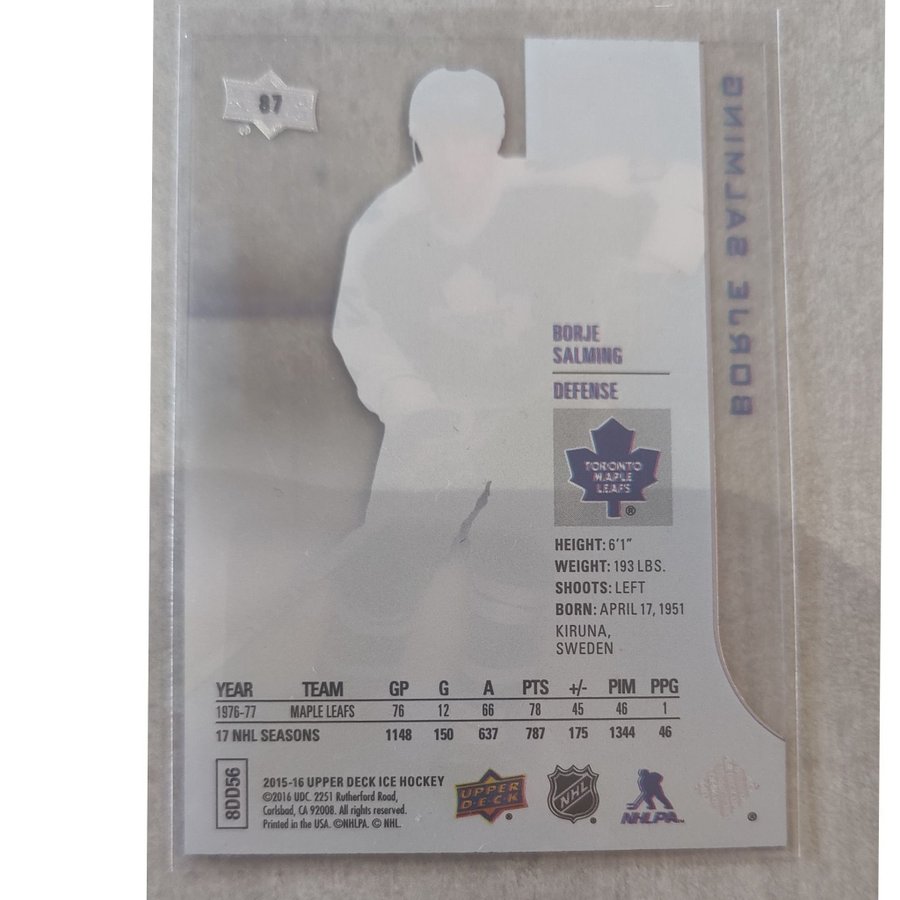 87
BORJE SALMING
BORJE
SALMING
DEFENSE
TORONTO
MAPLE
LEAFS
®
HEIGHT: 6'1"
WEIGHT: 193 LBS.
SHOOTS: LEFT
BORN: APRIL 17, 1951
KIRUNA,
SWEDEN
YEAR TEAM GP G A PTS +/- PIM PPG
1976-77 MAPLE LEAFS 76 12 66 78 45 46 1
17 NHL SEASONS 1148 150 637 787 175 1344 46
8DD56
2015-16 UPPER DECK ICE HOCKEY
©2016 UDC. 2251 Rutherford Road,
Carlsbad, CA 92008. All rights reserved.
Printed in the USA. ©NHLPA. © NHL.
UPPER
DECK
®
NHL
®
NHLPA™
®